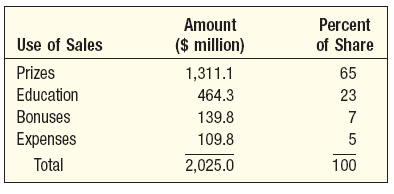 Use of Sales Amount ($ million) Percent of Share
Prizes 1,311.1 65
Education 464.3 23
Bonuses 139.8 7
Expenses 109.8 5
Total 2,025.0 100